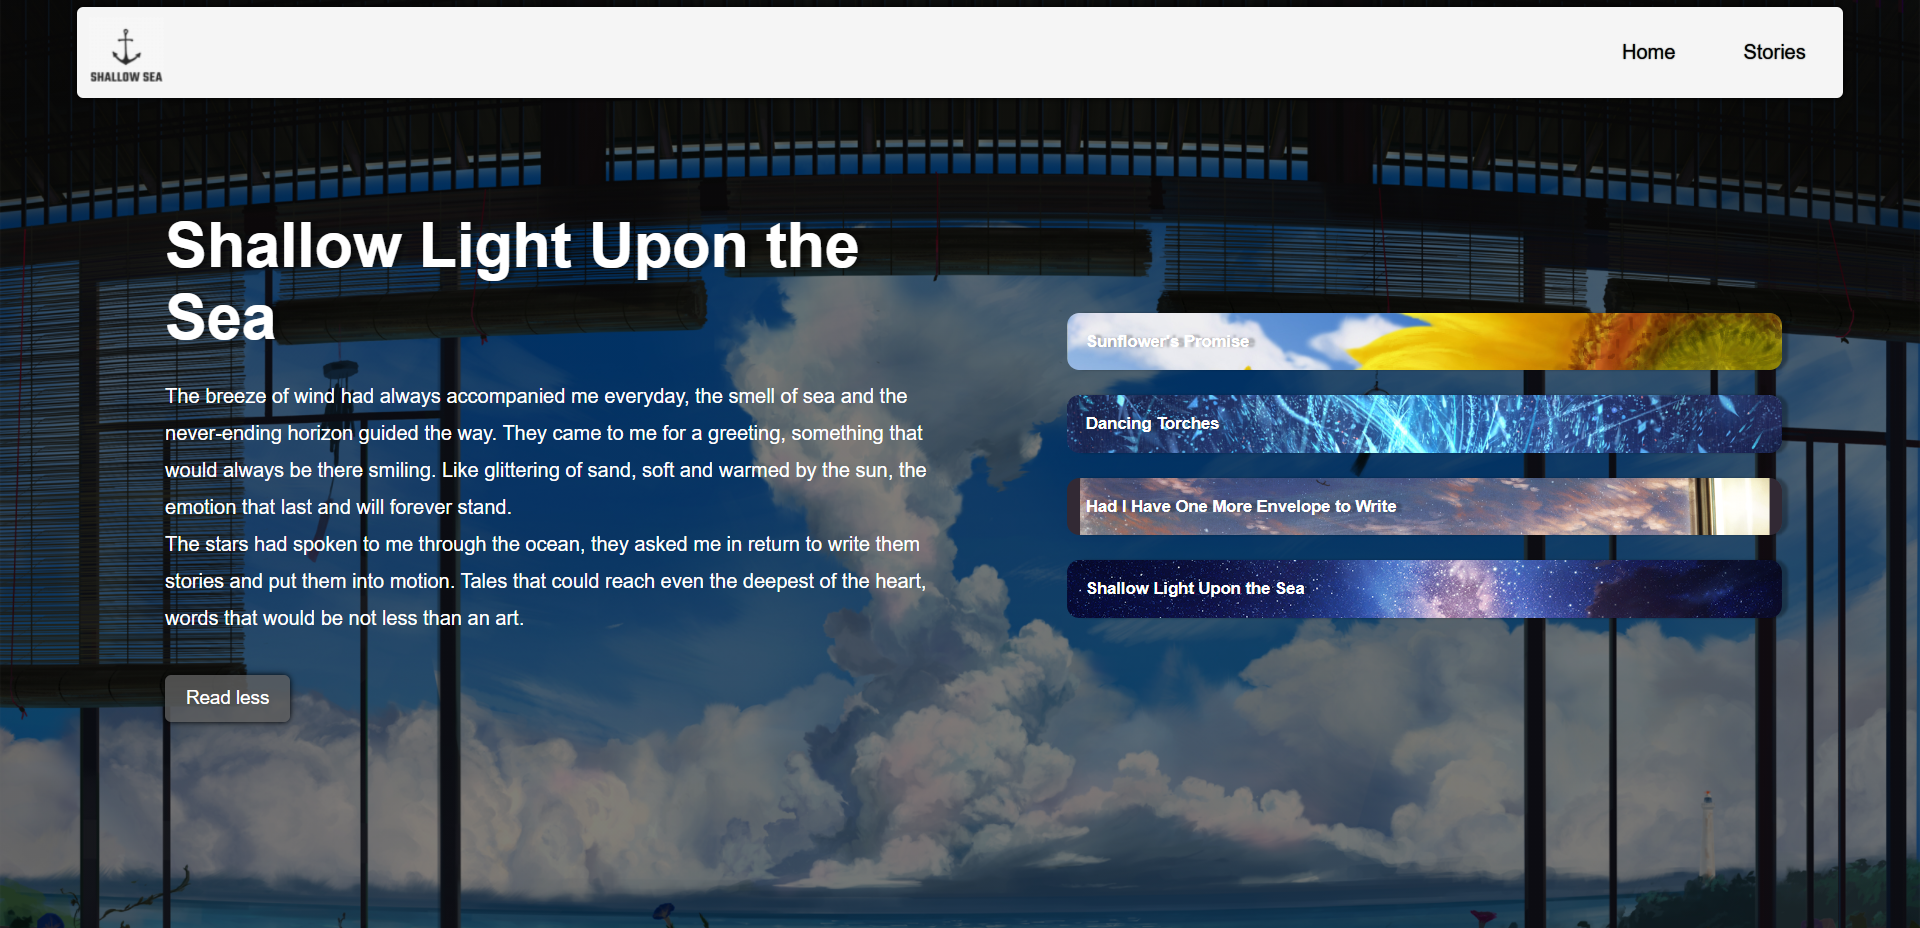 SHALLOW SEA
Home
Stories
Shallow Light Upon the
Sea
The breeze of wind had always accompanied me everyday, the smell of sea and the
never-ending horizon guided the way. They came to me for a greeting, something that
would always be there smiling. Like glittering of sand, soft and warmed by the sun, the
emotion that last and will forever stand.
The stars had spoken to me through the ocean, they asked me in return to write them
stories and put them into motion. Tales that could reach even the deepest of the heart,
words that would be not less than an art.
Read less
Sunflower's Promise
Dancing Torches
Had I Have One More Envelope to Write
Shallow Light Upon the Sea